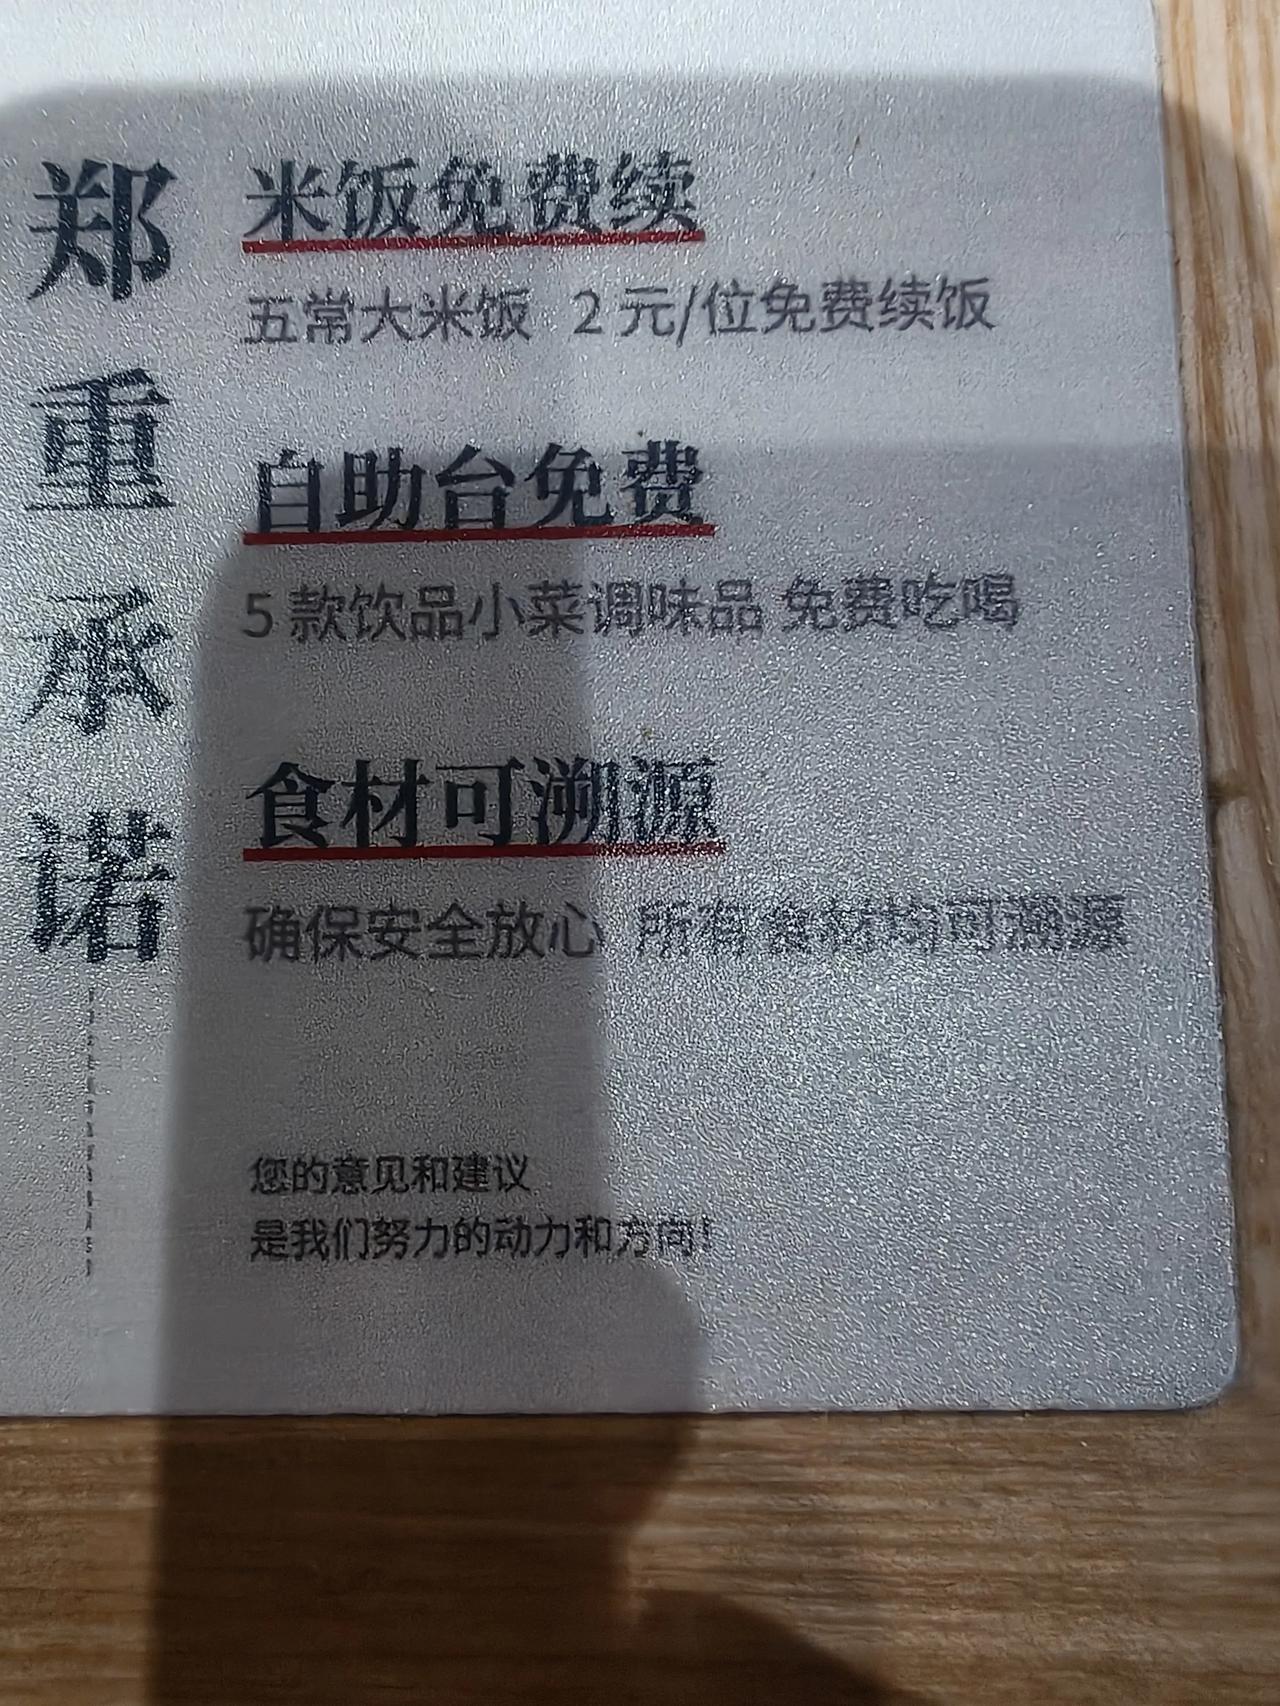 郑重承诺
米饭免费续
五常大米饭 2 元/位免费续饭
自助台免费
5 款饮品小菜调味品 免费吃喝
食材可溯源
确保安全放心 所有食材均可溯源
您的意见和建议
是我们努力的动力和方向！